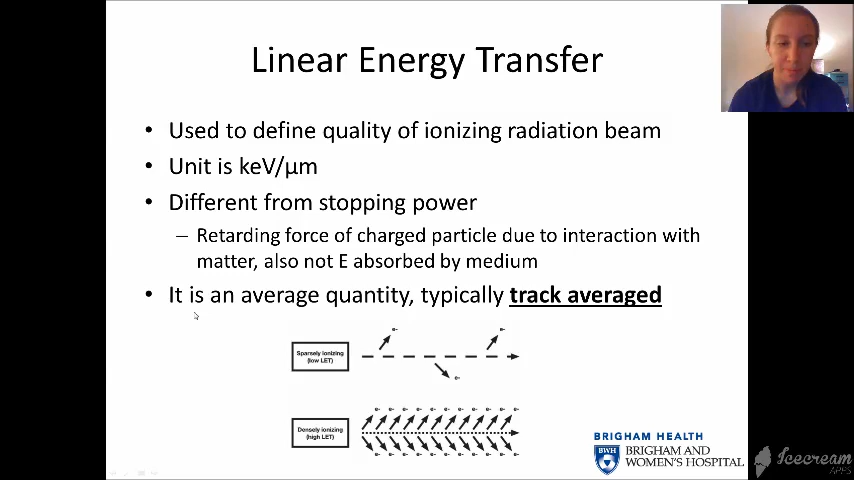 Linear Energy Transfer
• Used to define quality of ionizing radiation beam
• Unit is keV/µm
• Different from stopping power
– Retarding force of charged particle due to interaction with
matter, also not E absorbed by medium
• It is an average quantity, typically track averaged
e-
e-
Sparsely ionizing
(low LET)
e-
e- e- e- e- e- e- e- e- e- e- e-
Densely ionizing
(high LET)
e- e- e- e- e- e- e- e- e- e- e-
BRIGHAM HEALTH
BWH
BRIGHAM AND
WOMEN'S HOSPITAL
Icecream
APPS